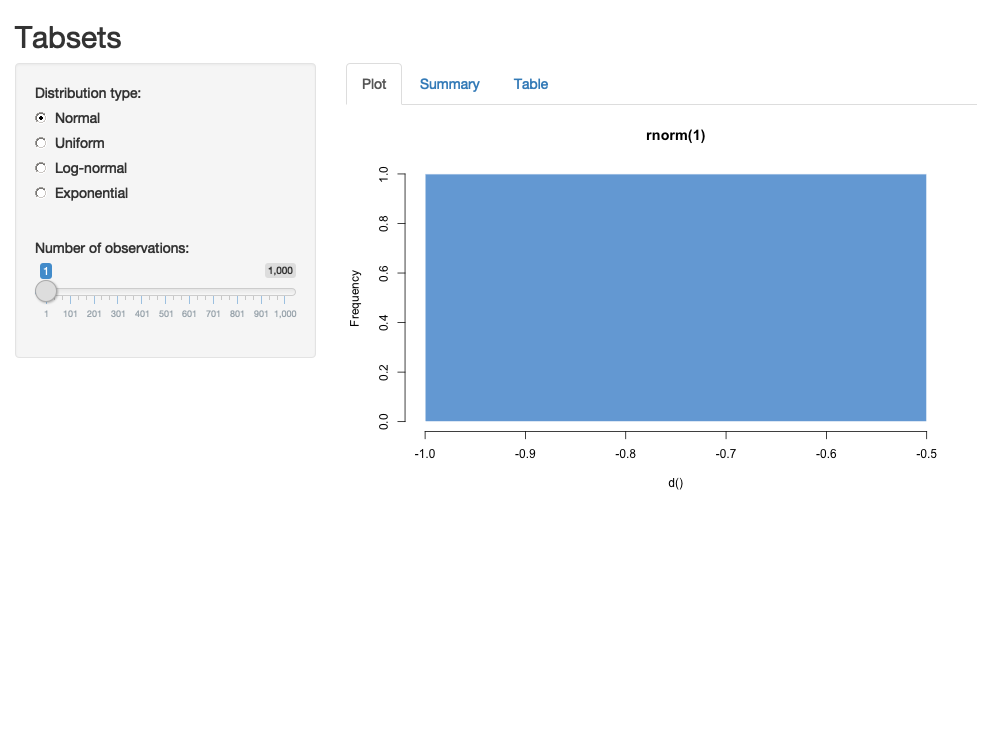 Tabsets
Distribution type:
Normal
Uniform
Log-normal
Exponential
Number of observations:
1 1,000
1 101 201 301 401 501 601 701 801 901 1,000
Plot Summary Table
rnorm(1)
Frequency
1.0
0.8
0.6
0.4
0.2
0.0
-1.0 -0.9 -0.8 -0.7 -0.6 -0.5
d()